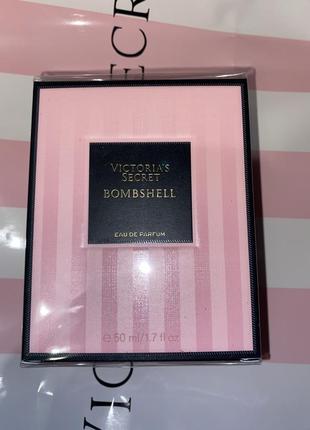 VICTORIA'S
SECRET
BOMBSHELL
EAU DE PARFUM
℮ 50 ml/1.7 fl oz